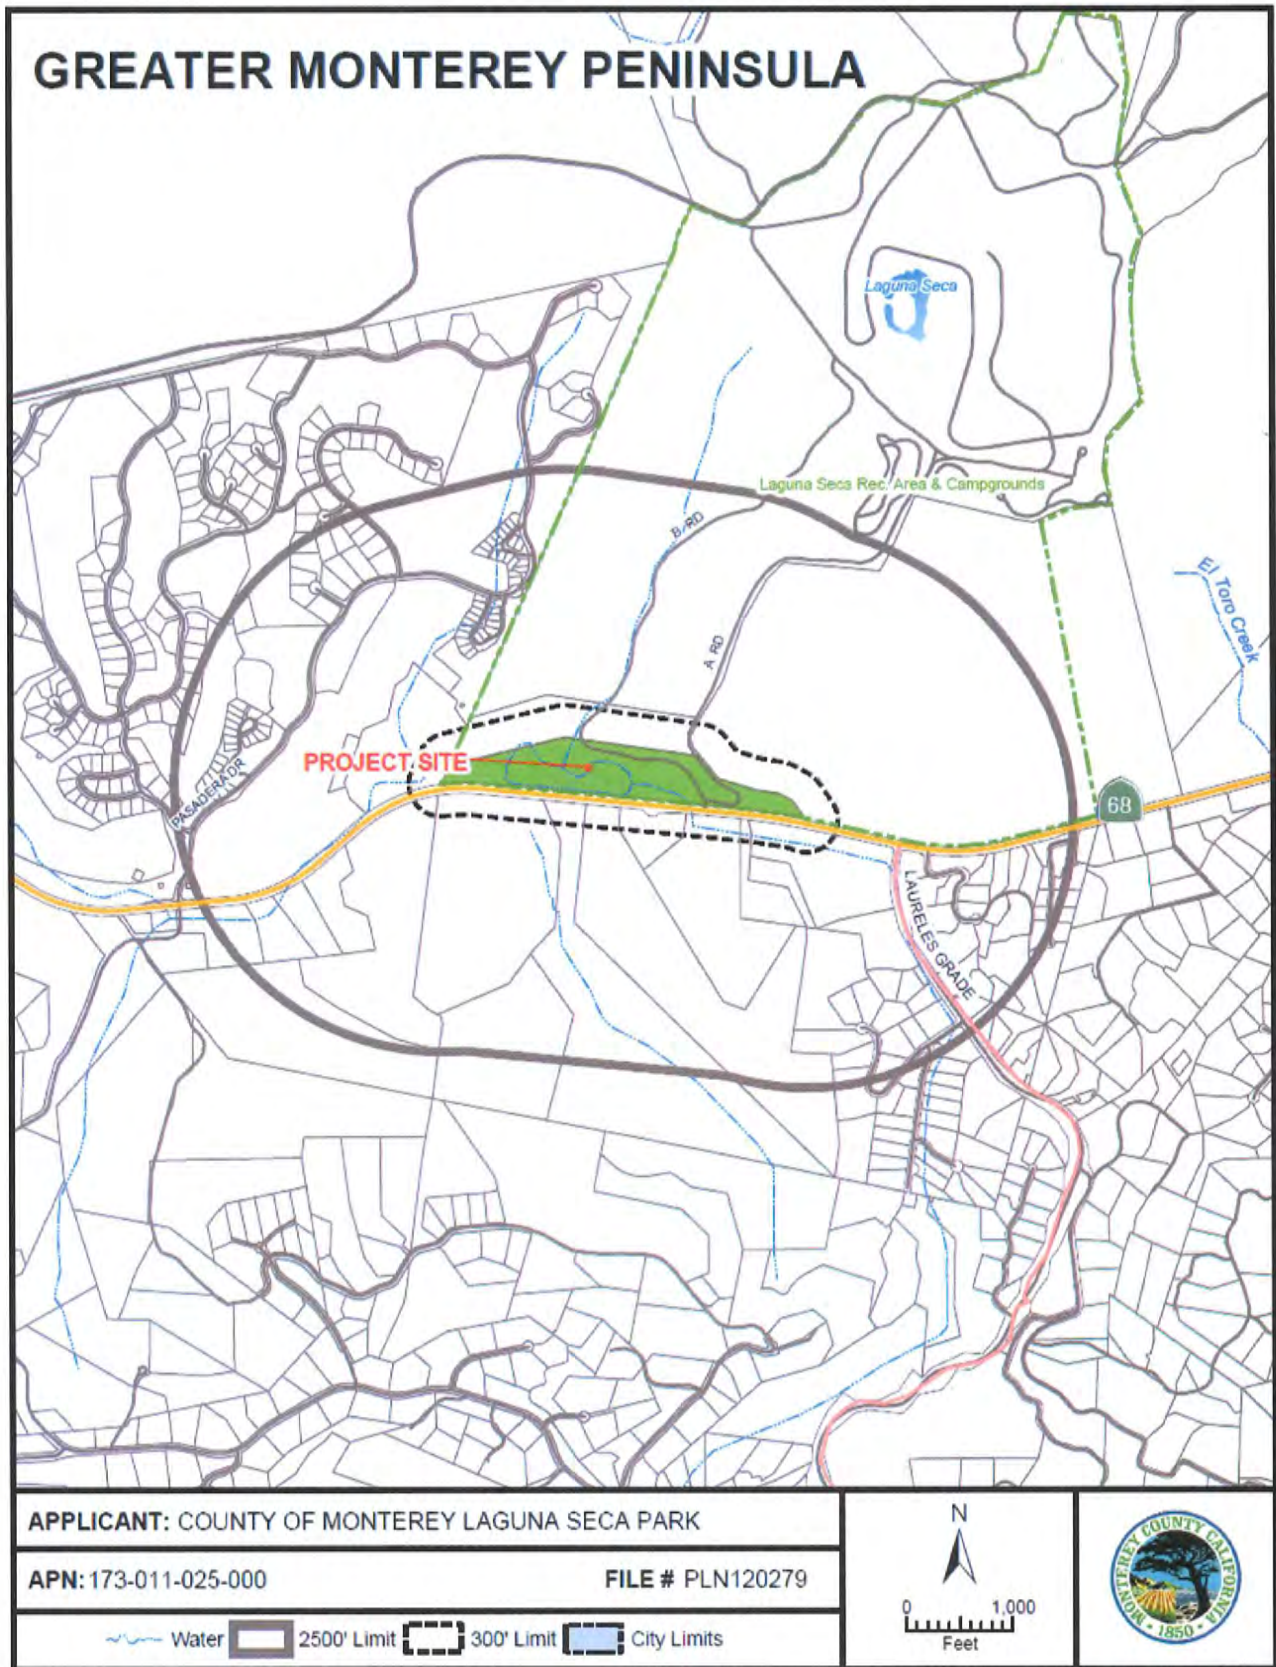 GREATER MONTEREY PENINSULA
Laguna Seca
Laguna Seca Rec. Area & Campgrounds
B RD
El Toro Creek
A RD
PROJECT SITE
PASADERA DR
68
LAURELES GRADE
APPLICANT: COUNTY OF MONTEREY LAGUNA SECA PARK
APN: 173-011-025-000
FILE # PLN120279
Water
2500' Limit
300' Limit
City Limits
N
0
1,000
Feet
MONTEREY COUNTY CALIFORNIA
1850